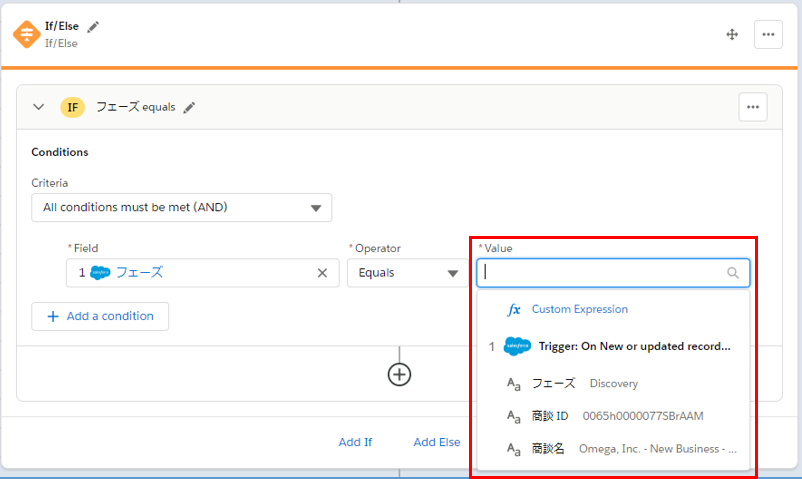 If/Else
If/Else
IF フェーズ equals
Conditions
Criteria
All conditions must be met (AND)
*Field *Operator *Value
1 salesforce フェーズ Equals
Add a condition
fx Custom Expression
1 salesforce Trigger: On New or updated record...
Aa フェーズ Discovery
Aa 商談 ID 0065h0000077SBrAAM
Aa 商談名 Omega, Inc. - New Business - ...
Add If Add Else